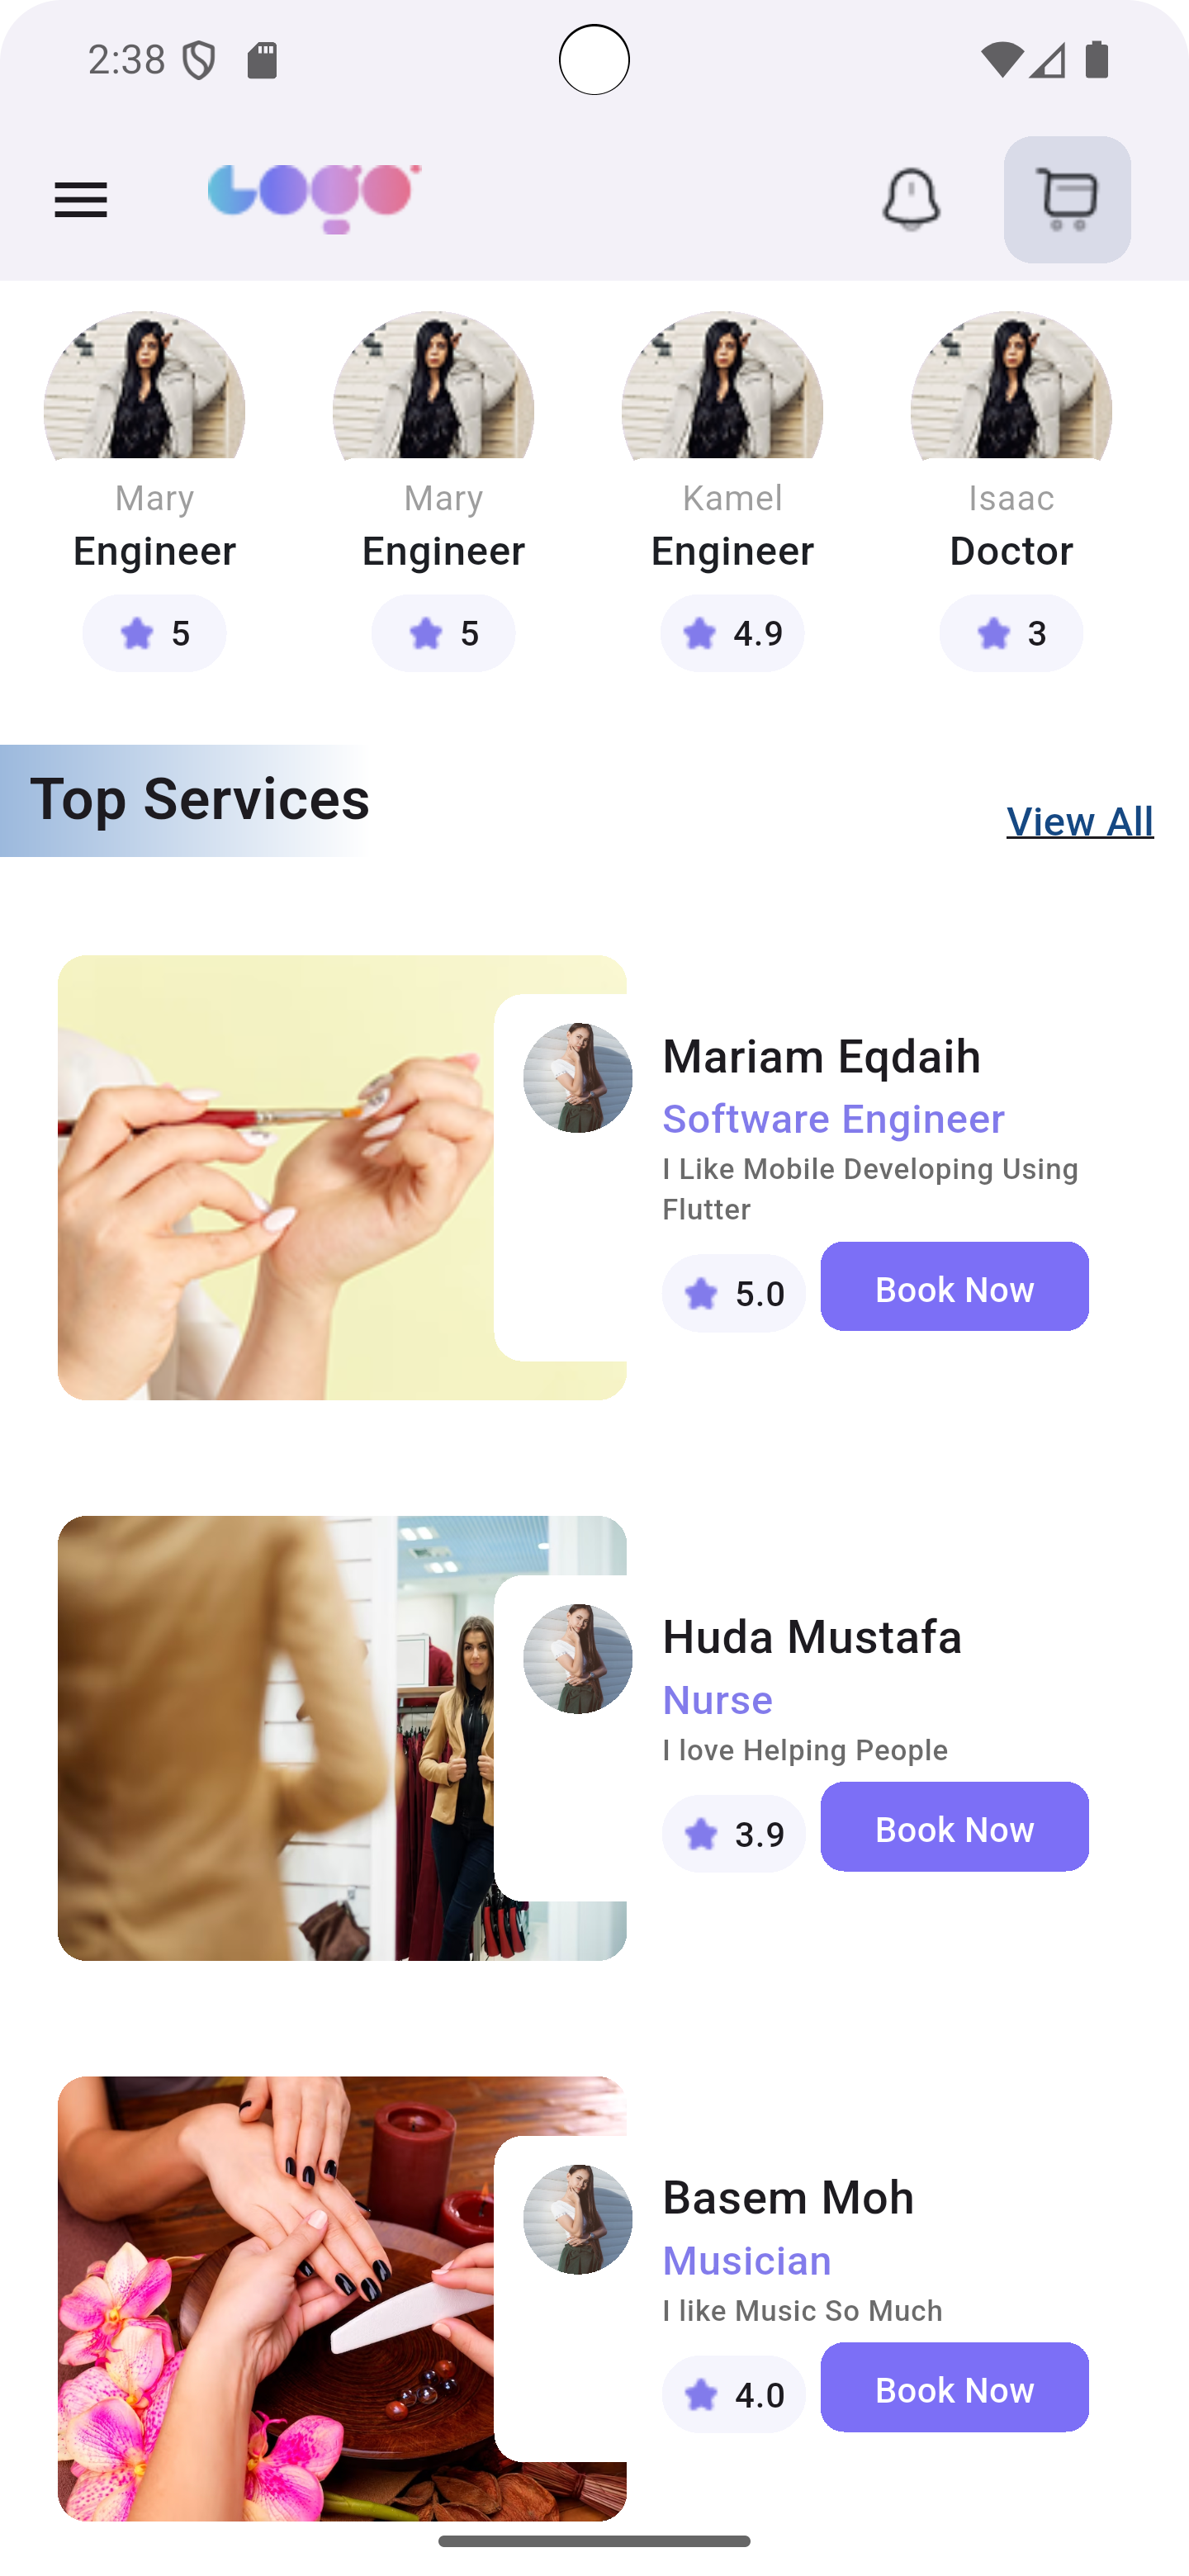 2:38
Logo
Mary
Engineer
5
Mary
Engineer
5
Kamel
Engineer
4.9
Isaac
Doctor
3
Top Services
View All
Mariam Eqdaih
Software Engineer
I Like Mobile Developing Using
Flutter
5.0
Book Now
Huda Mustafa
Nurse
I love Helping People
3.9
Book Now
Basem Moh
Musician
I like Music So Much
4.0
Book Now